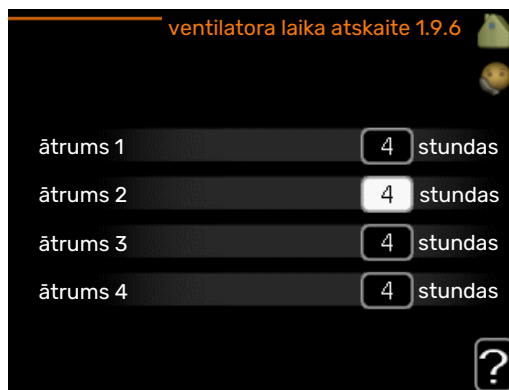 ventilatora laika atskaite 1.9.6
ātrums 1 4 stundas
ātrums 2 4 stundas
ātrums 3 4 stundas
ātrums 4 4 stundas
?